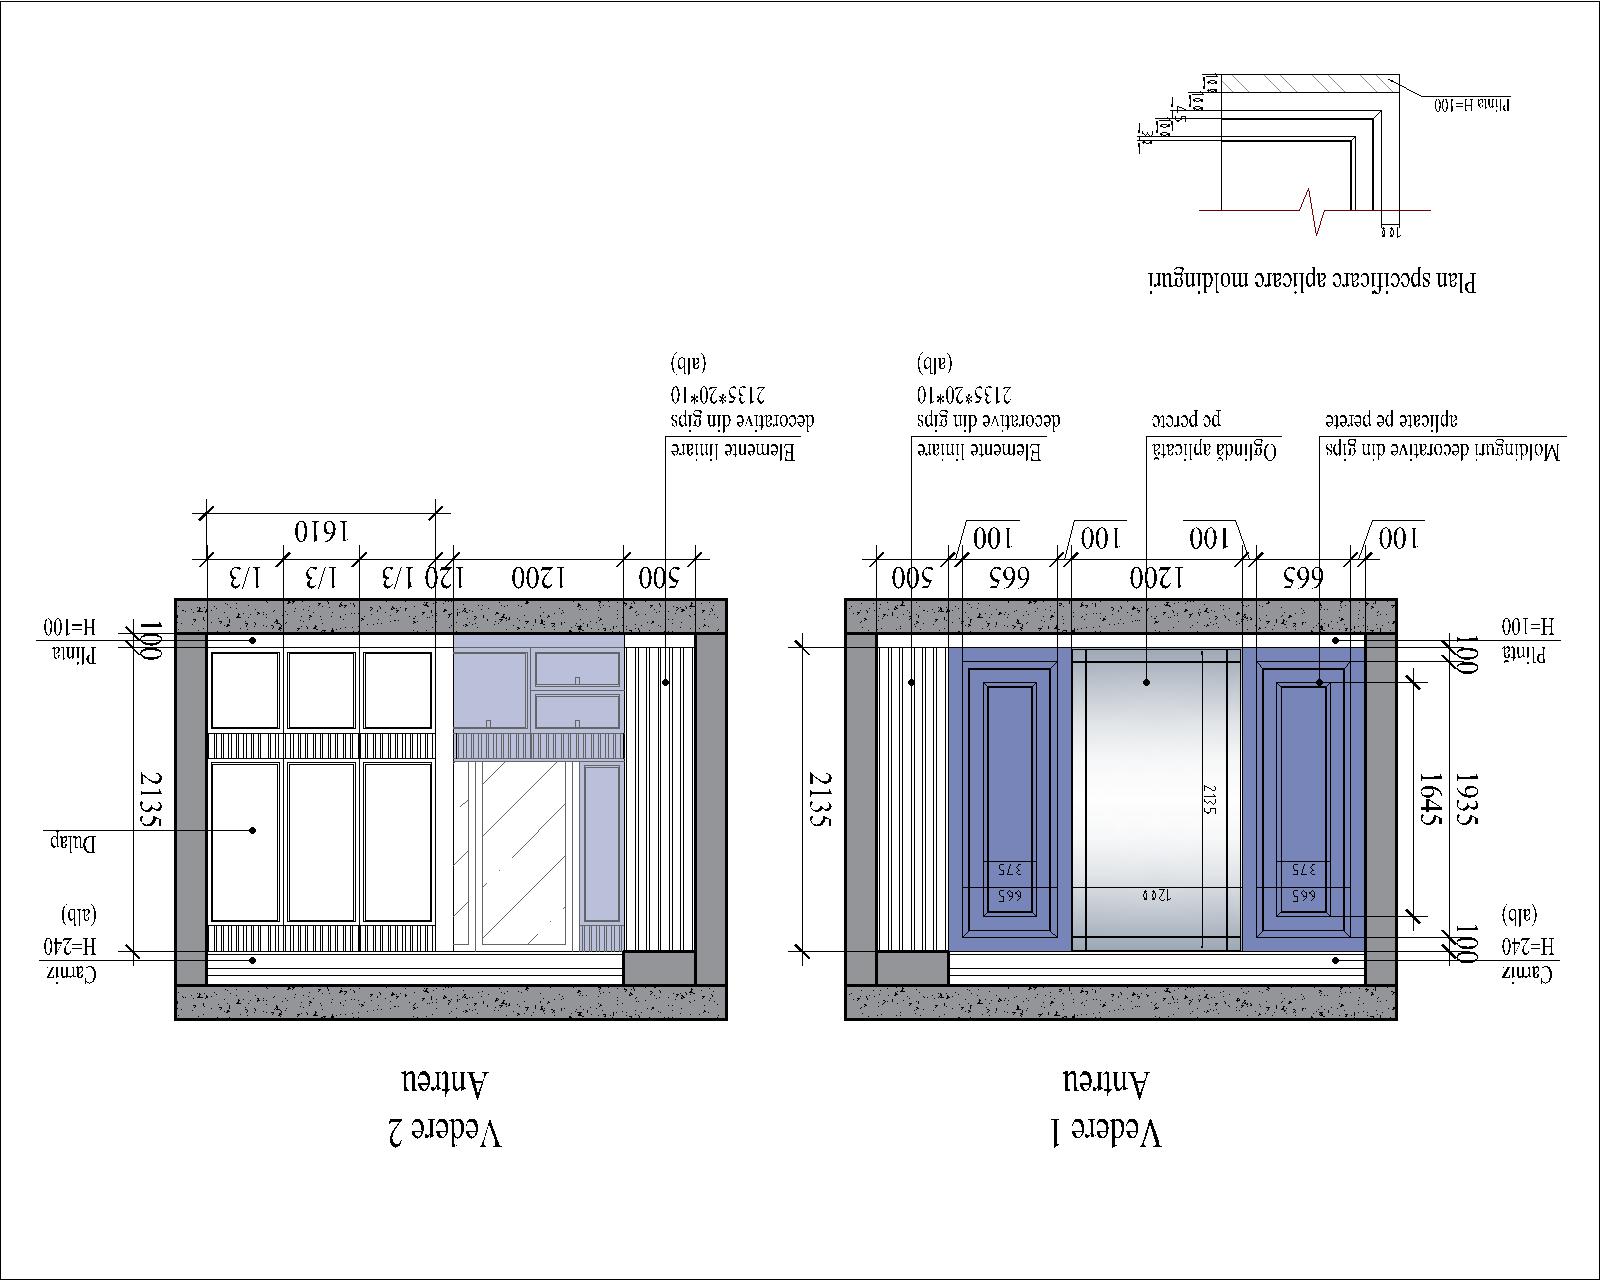 Vedere 1
Antreu
Vedere 2
Antreu
Carniz
H=240
(alb)
100
1935
1645
100
Plintă
H=100
665
375
1200
2135
665
375
2135
665
1200
665
500
100
100
100
100
Moldinguri decorative din gips
aplicate pe perete
Oglindă aplicată
pe perete
Elemente liniare
decorative din gips
2135*20*10
(alb)
Carniz
H=240
(alb)
Dulap
2135
100
Plinta
H=100
500
1200
120
1/3
1/3
1/3
1610
Elemente liniare
decorative din gips
2135*20*10
(alb)
Plan specificare aplicare moldinguri
100
Plinta H=100
100
45
100
100